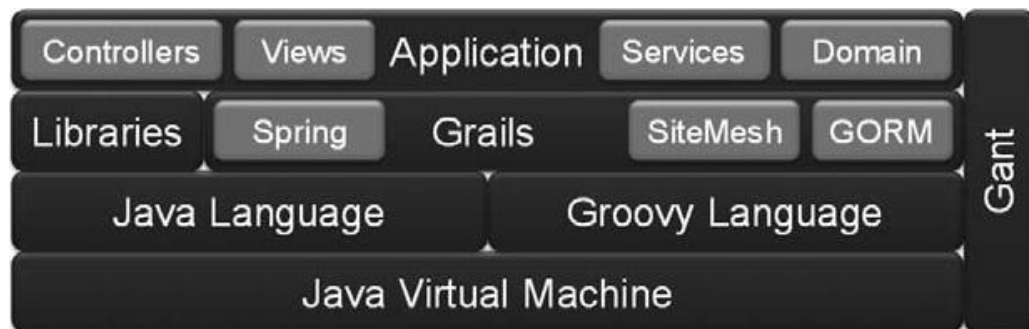 Controllers Views Application Services Domain
Libraries Spring Grails SiteMesh GORM
Java Language Groovy Language
Java Virtual Machine
Gant